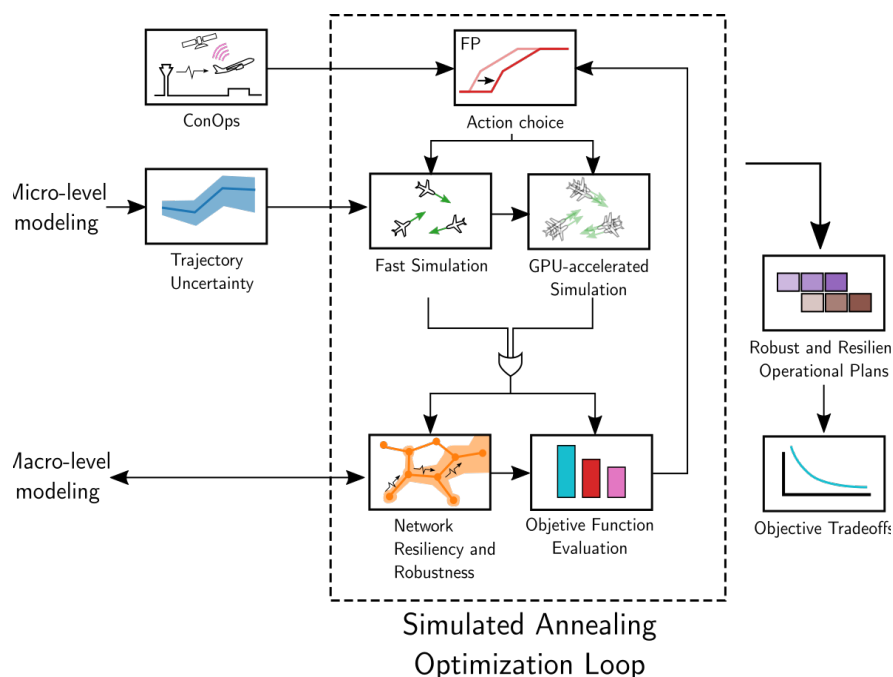 FP
ConOps
Action choice
Micro-level
modeling
Trajectory
Uncertainty
Fast Simulation
GPU-accelerated
Simulation
Robust and Resilien
Operational Plans
Macro-level
modeling
Network
Resiliency and
Robustness
Objetive Function
Evaluation
Objective Tradeoffs
Simulated Annealing
Optimization Loop